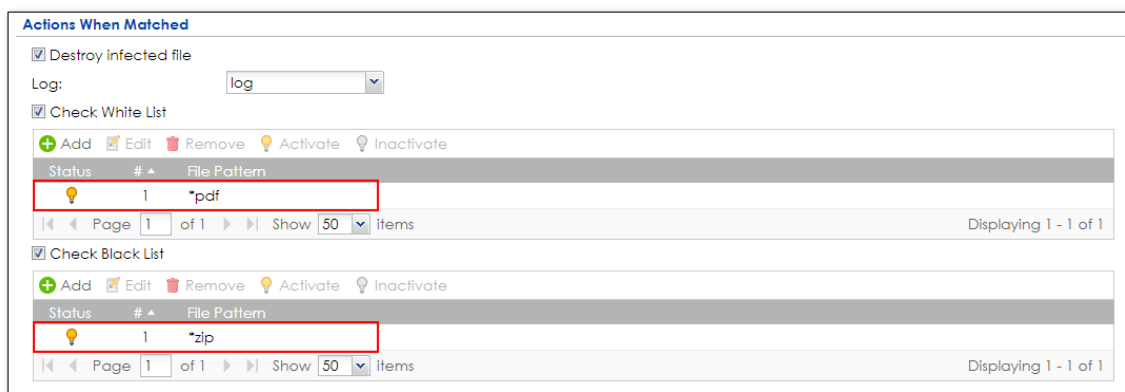 Actions When Matched
Destroy infected file
Log: log
Check White List
Add Edit Remove Activate Inactivate
Status # File Pattern
1 *pdf
Page 1 of 1 Show 50 items Displaying 1 - 1 of 1
Check Black List
Add Edit Remove Activate Inactivate
Status # File Pattern
1 *zip
Page 1 of 1 Show 50 items Displaying 1 - 1 of 1